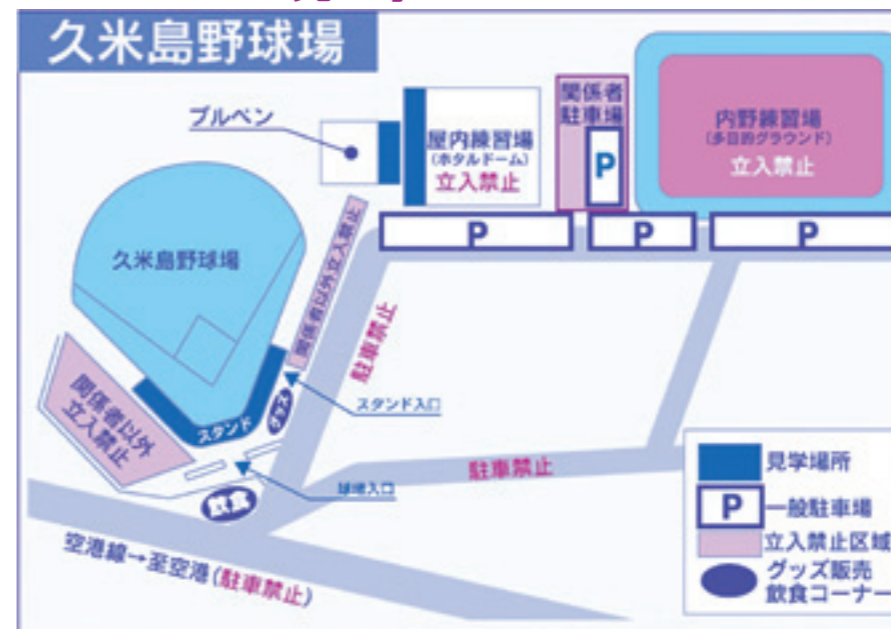 久米島野球場
ブルペン
屋内練習場
(ホタルドーム)
立入禁止
関係者
駐車場
P
内野練習場
(多目的グラウンド)
立入禁止
P
P
P
久米島野球場
関係者以外立入禁止
駐車禁止
スタンド入口
グッズ
スタンド
関係者以外
立入禁止
球場入口
飲食
駐車禁止
空港線→至空港(駐車禁止)
見学場所
P
一般駐車場
立入禁止区域
グッズ販売
飲食コーナー